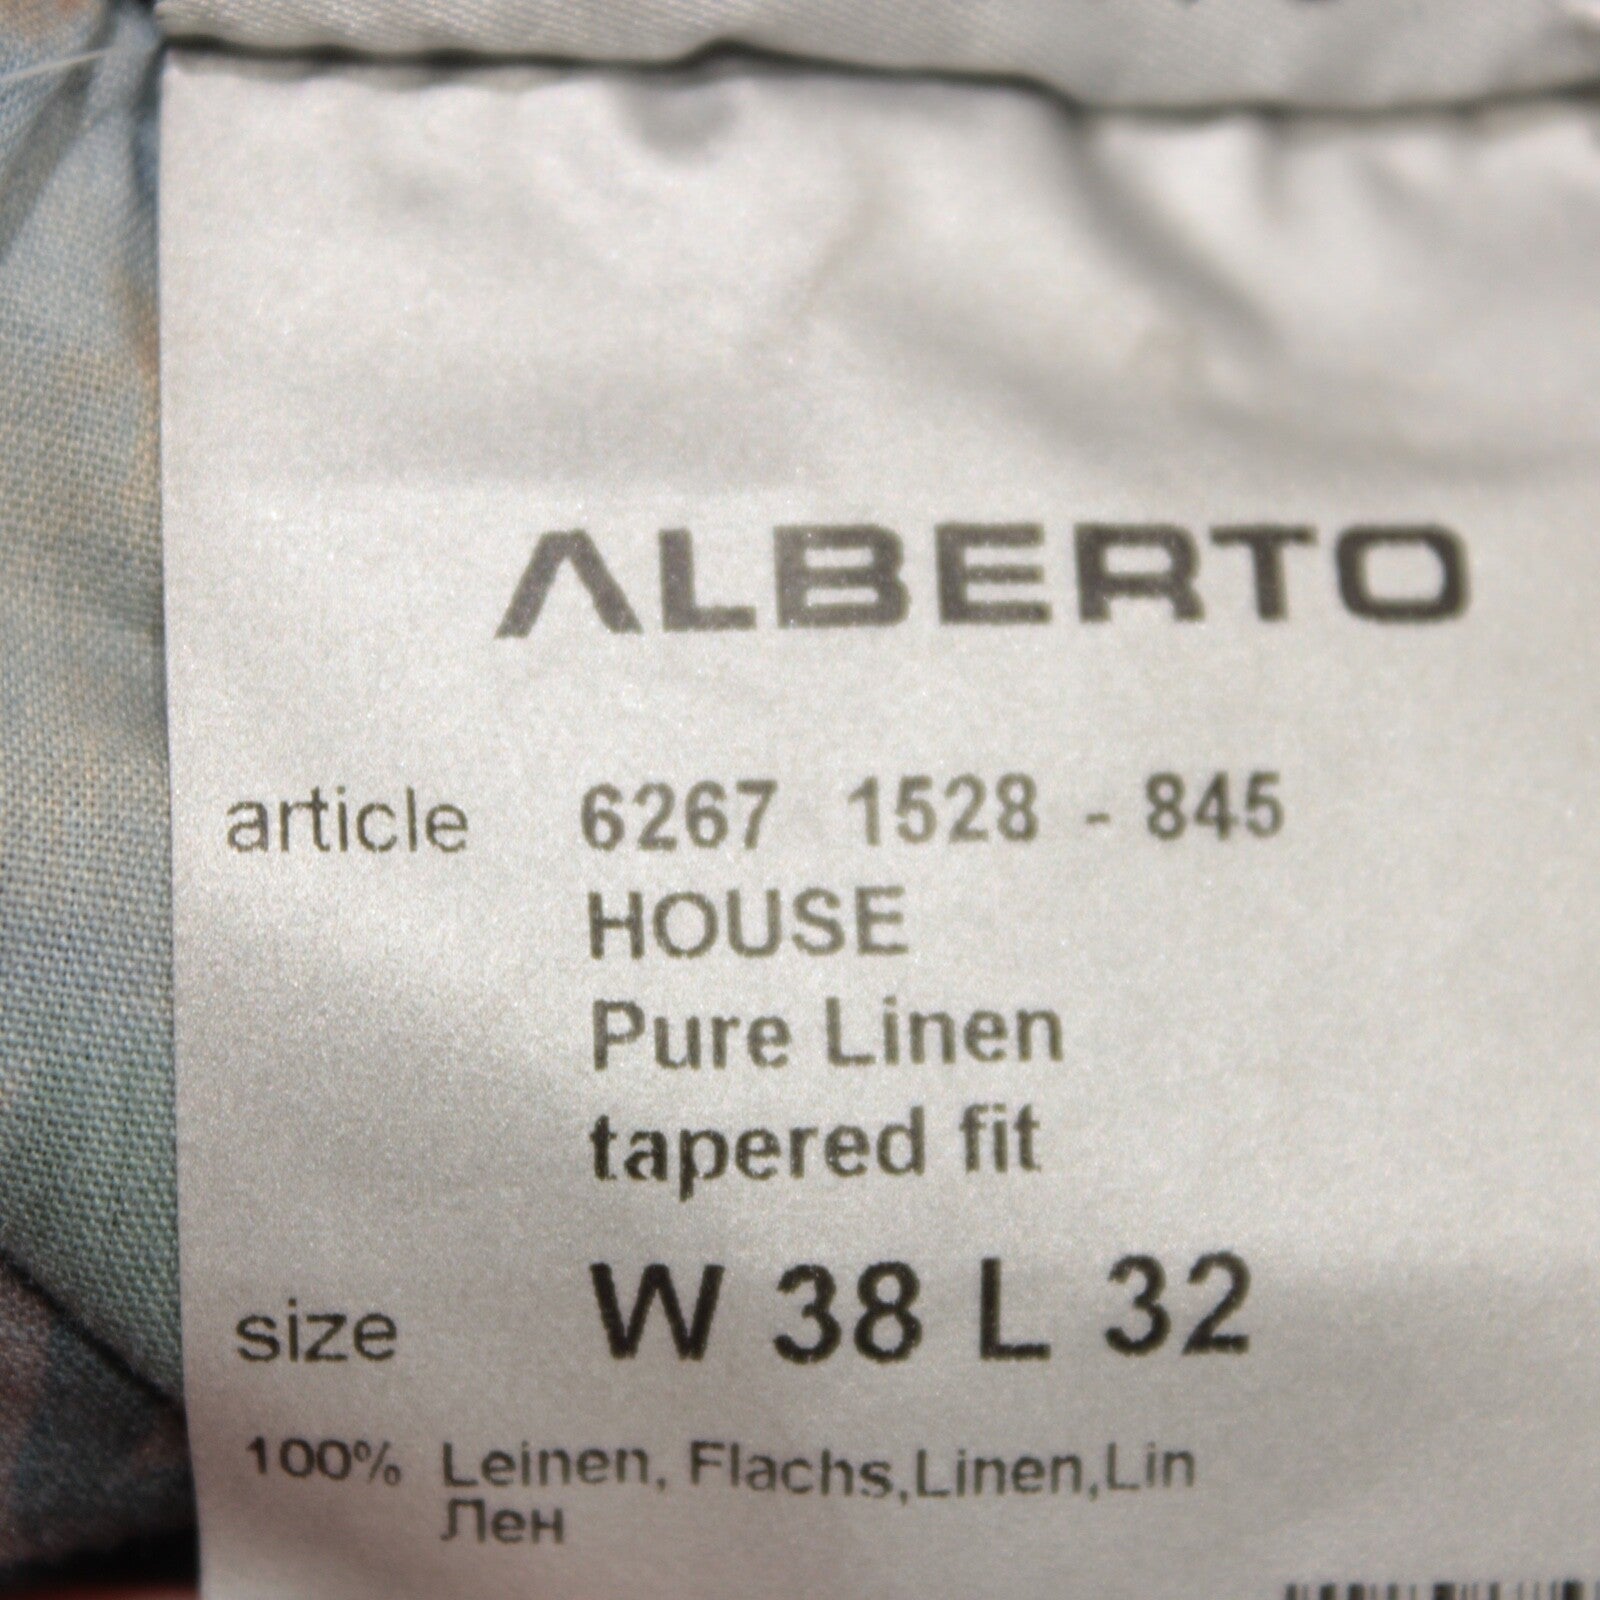 ALBERTO
article 6267 1528 - 845
HOUSE
Pure Linen
tapered fit
size W 38 L 32
100% Leinen, Flachs,Linen,Lin
Лен